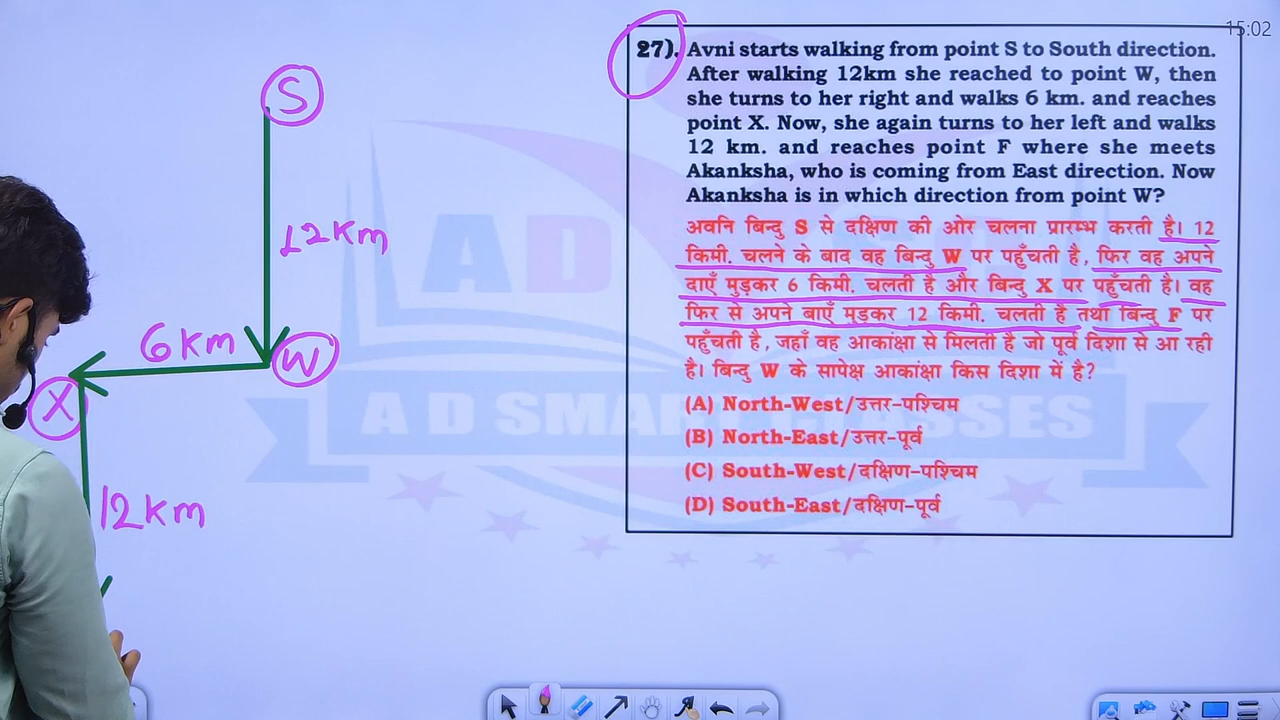 15:02
S
12km
6km
W
X
12km
27). Avni starts walking from point S to South direction.
After walking 12km she reached to point W, then
she turns to her right and walks 6 km. and reaches
point X. Now, she again turns to her left and walks
12 km. and reaches point F where she meets
Akanksha, who is coming from East direction. Now
Akanksha is in which direction from point W?
अवनि बिन्दु S से दक्षिण की ओर चलना प्रारम्भ करती है। 12
किमी. चलने के बाद वह बिन्दु W पर पहुँचती है, फिर वह अपने
दाएँ मुड़कर 6 किमी. चलती है और बिन्दु X पर पहुँचती है। वह
फिर से अपने बाएँ मुड़कर 12 किमी. चलती है तथा बिन्दु F पर
पहुँचती है, जहाँ वह आकांक्षा से मिलती है जो पूर्व दिशा से आ रही
है। बिन्दु W के सापेक्ष आकांक्षा किस दिशा में है?
(A) North-West/उत्तर-पश्चिम
(B) North-East/उत्तर-पूर्व
(C) South-West/दक्षिण-पश्चिम
(D) South-East/दक्षिण-पूर्व